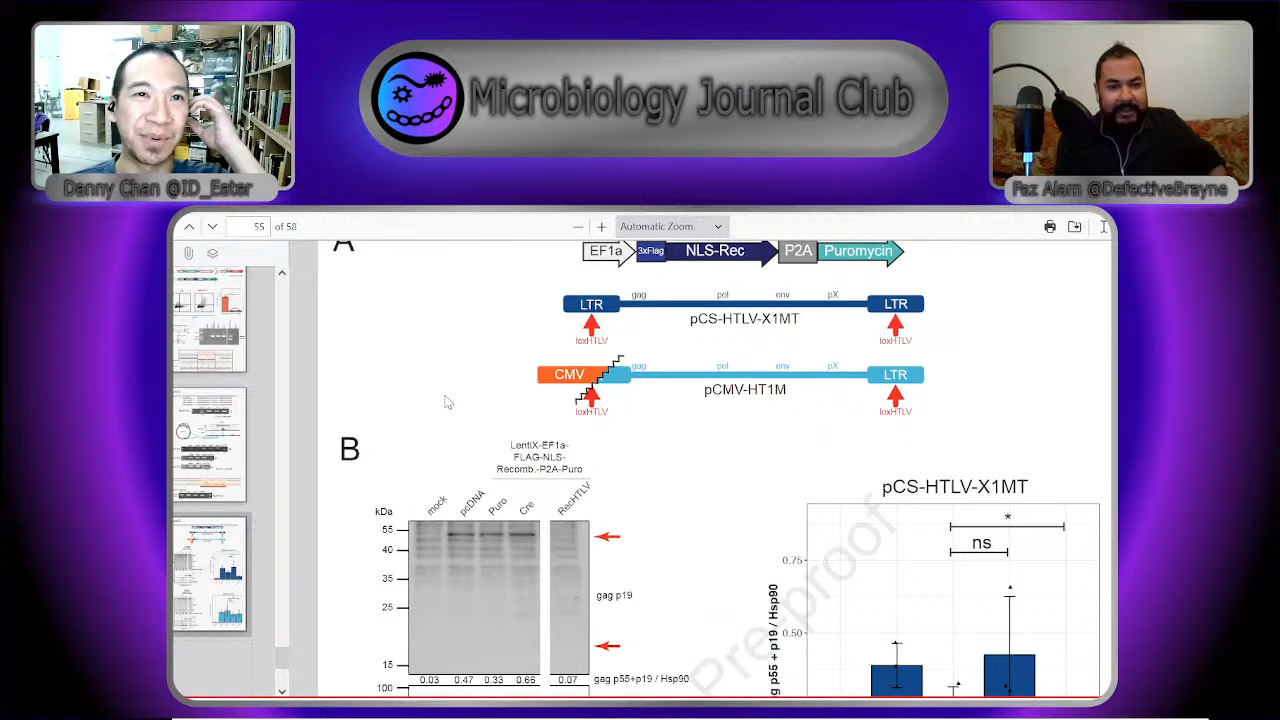 Microbiology Journal Club
Danny Chan @ID_Eater
Faz Alam @DefectiveBrayne
55 of 58
Automatic Zoom
A
EF1a 3xFlag NLS-Rec P2A Puromycin
gag pol env pX
LTR LTR
pCS-HTLV-X1MT
loxHTLV loxHTLV
gag pol env pX
CMV LTR
pCMV-HT1M
loxHTLV loxHTLV
B
LentiX-EF1a-
FLAG-NLS-
Recomb.-P2A-Puro
kDa mock pcDNA Puro Cre RecHTLV
55
40
35
25
gag p19
15
0.03 0.47 0.33 0.66 0.07 gag p55+p19 / Hsp90
100
pCS-HTLV-X1MT
*
ns
0.75
0.50
g p55 + p19 / Hsp90
Pre-proof